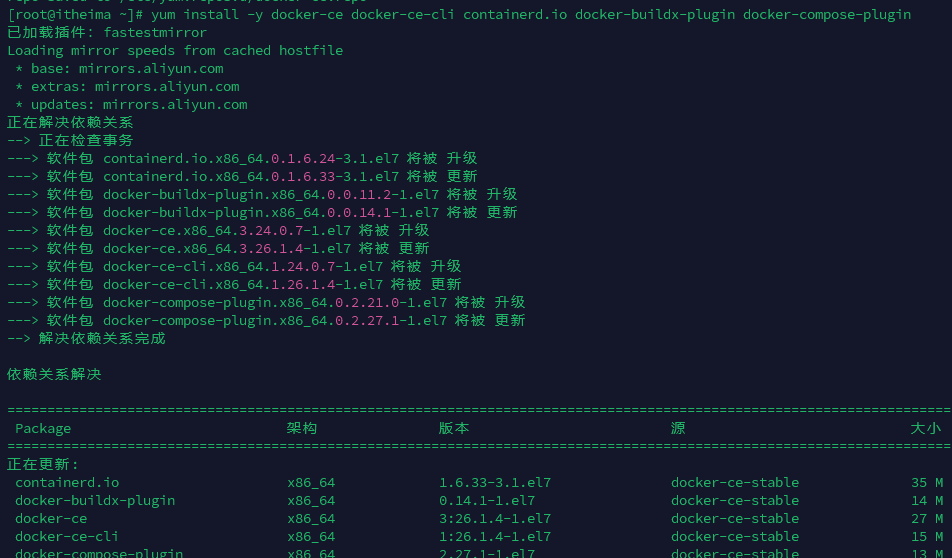 [root@itheima ~]# yum install -y docker-ce docker-ce-cli containerd.io docker-buildx-plugin docker-compose-plugin
已加载插件: fastestmirror
Loading mirror speeds from cached hostfile
 * base: mirrors.aliyun.com
 * extras: mirrors.aliyun.com
 * updates: mirrors.aliyun.com
正在解决依赖关系
--> 正在检查事务
---> 软件包 containerd.io.x86_64.0.1.6.24-3.1.el7 将被 升级
---> 软件包 containerd.io.x86_64.0.1.6.33-3.1.el7 将被 更新
---> 软件包 docker-buildx-plugin.x86_64.0.0.11.2-1.el7 将被 升级
---> 软件包 docker-buildx-plugin.x86_64.0.0.14.1-1.el7 将被 更新
---> 软件包 docker-ce.x86_64.3.24.0.7-1.el7 将被 升级
---> 软件包 docker-ce.x86_64.3.26.1.4-1.el7 将被 更新
---> 软件包 docker-ce-cli.x86_64.1.24.0.7-1.el7 将被 升级
---> 软件包 docker-ce-cli.x86_64.1.26.1.4-1.el7 将被 更新
---> 软件包 docker-compose-plugin.x86_64.0.2.21.0-1.el7 将被 升级
---> 软件包 docker-compose-plugin.x86_64.0.2.27.1-1.el7 将被 更新
--> 解决依赖关系完成
依赖关系解决
Package 架构 版本 源 大小
正在更新:
containerd.io x86_64 1.6.33-3.1.el7 docker-ce-stable 35 M
docker-buildx-plugin x86_64 0.14.1-1.el7 docker-ce-stable 14 M
docker-ce x86_64 3:26.1.4-1.el7 docker-ce-stable 27 M
docker-ce-cli x86_64 1:26.1.4-1.el7 docker-ce-stable 15 M
docker-compose-plugin x86_64 2.27.1-1.el7 docker-ce-stable 13 M